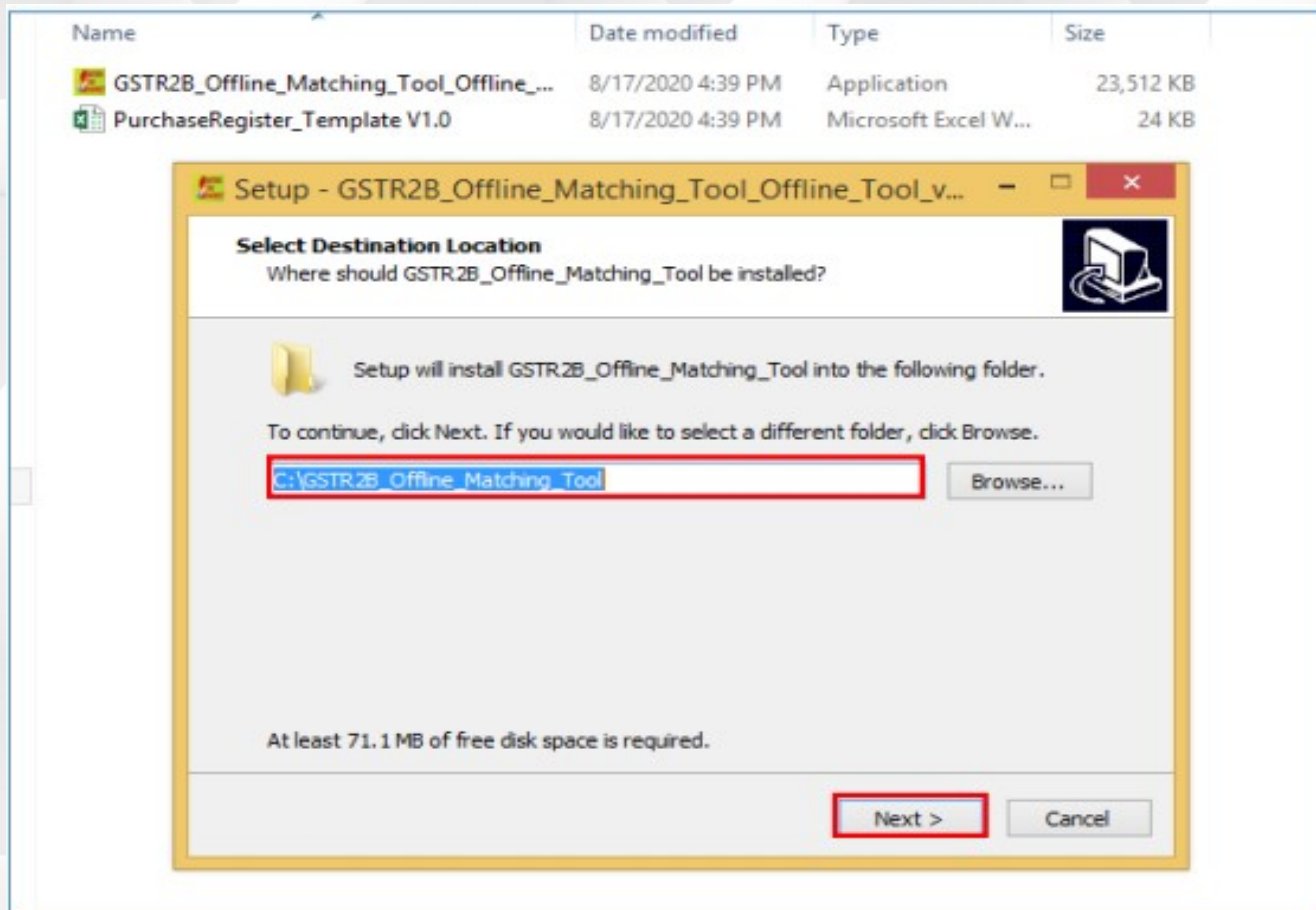 Name Date modified Type Size
GSTR2B_Offline_Matching_Tool_Offline_... 8/17/2020 4:39 PM Application 23,512 KB
PurchaseRegister_Template V1.0 8/17/2020 4:39 PM Microsoft Excel W... 24 KB
Setup - GSTR2B_Offline_Matching_Tool_Offline_Tool_v...
Select Destination Location
Where should GSTR2B_Offline_Matching_Tool be installed?
Setup will install GSTR2B_Offline_Matching_Tool into the following folder.
To continue, click Next. If you would like to select a different folder, click Browse.
C:\GSTR2B_Offline_Matching_Tool Browse...
At least 71.1 MB of free disk space is required.
Next > Cancel